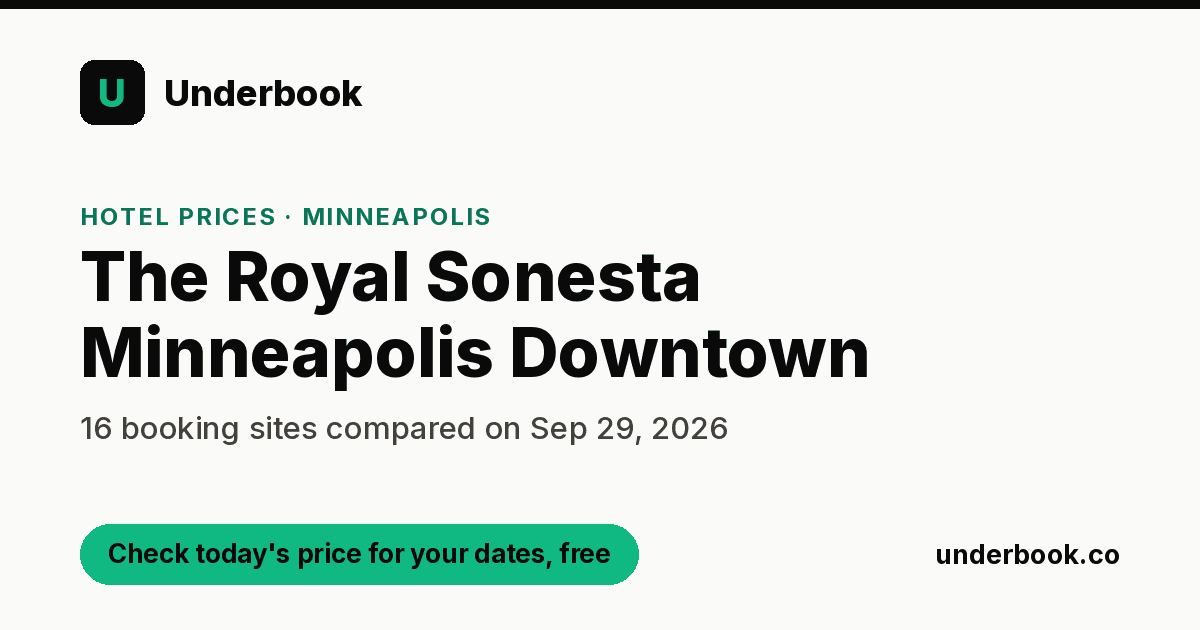 U Underbook
HOTEL PRICES · MINNEAPOLIS
The Royal Sonesta
Minneapolis Downtown
16 booking sites compared on Sep 29, 2026
Check today's price for your dates, free
underbook.co